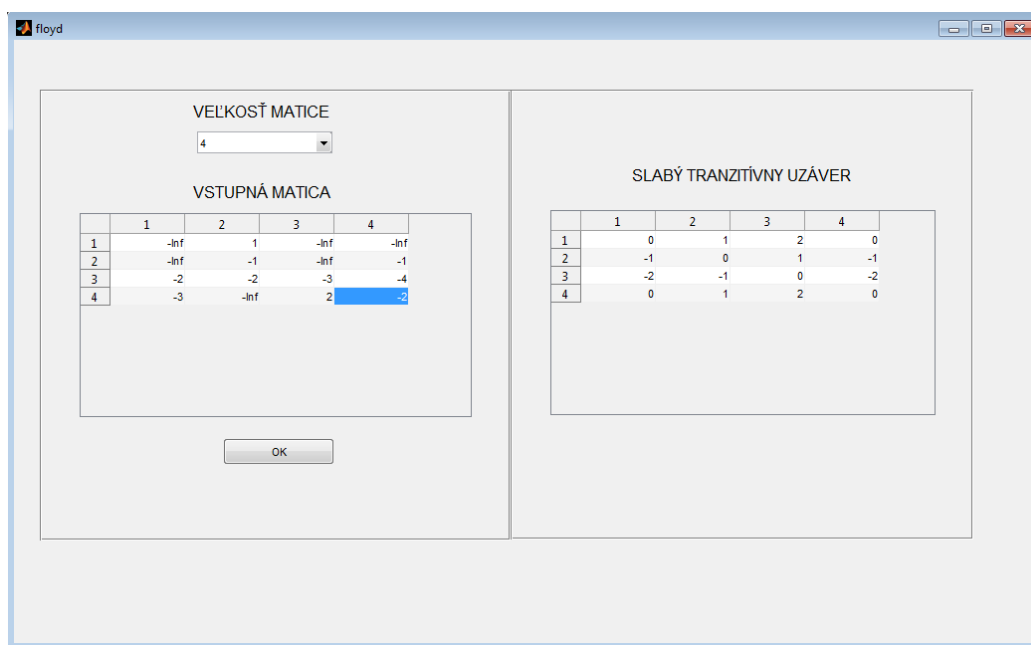 floyd
VEĽKOSŤ MATICE
4
VSTUPNÁ MATICA
1 2 3 4
1 -Inf 1 -Inf -Inf
2 -Inf -1 -Inf -1
3 -2 -2 -3 -4
4 -3 -Inf 2 -2
OK
SLABÝ TRANZITÍVNY UZÁVER
1 2 3 4
1 0 1 2 0
2 -1 0 1 -1
3 -2 -1 0 -2
4 0 1 2 0